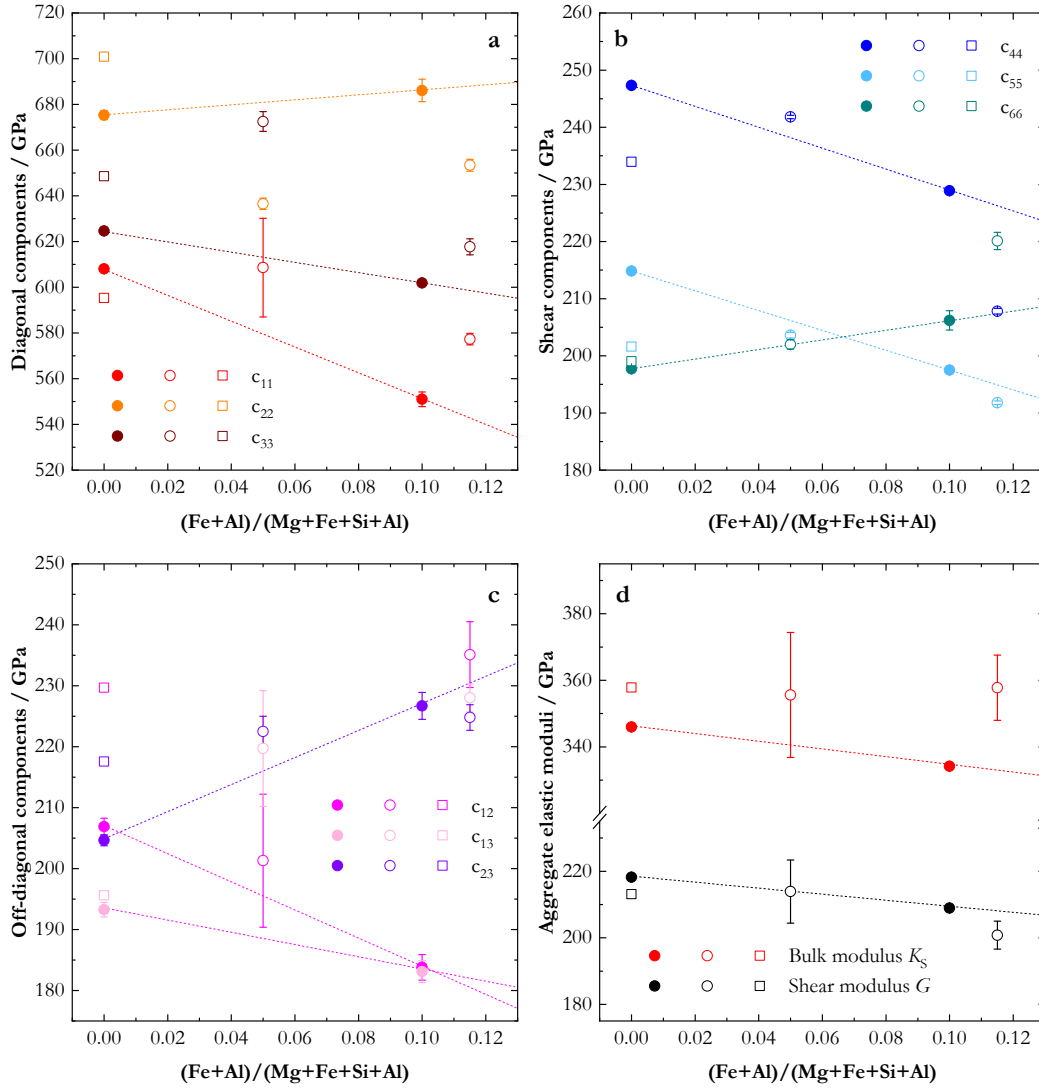 a
720
700
680
660
640
620
600
580
560
540
520
Diagonal components / GPa
c11
c22
c33
0.00 0.02 0.04 0.06 0.08 0.10 0.12
(Fe+Al)/(Mg+Fe+Si+Al)
b
260
250
240
230
220
210
200
190
180
Shear components / GPa
c44
c55
c66
0.00 0.02 0.04 0.06 0.08 0.10 0.12
(Fe+Al)/(Mg+Fe+Si+Al)
c
250
240
230
220
210
200
190
180
Off-diagonal components / GPa
c12
c13
c23
0.00 0.02 0.04 0.06 0.08 0.10 0.12
(Fe+Al)/(Mg+Fe+Si+Al)
d
380
360
340
220
200
180
Aggregate elastic moduli / GPa
Bulk modulus KS
Shear modulus G
0.00 0.02 0.04 0.06 0.08 0.10 0.12
(Fe+Al)/(Mg+Fe+Si+Al)